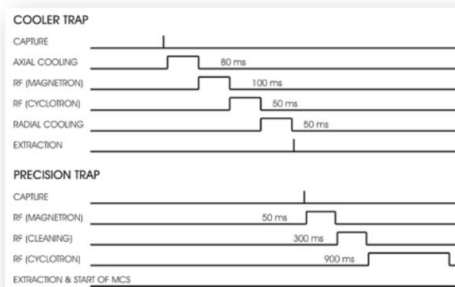 COOLER TRAP
CAPTURE
AXIAL COOLING 80 ms
RF (MAGNETRON) 100 ms
RF (CYCLOTRON) 50 ms
RADIAL COOLING 50 ms
EXTRACTION
PRECISION TRAP
CAPTURE
RF (MAGNETRON) 50 ms
RF (CLEANING) 300 ms
RF (CYCLOTRON) 900 ms
EXTRACTION & START OF MCS